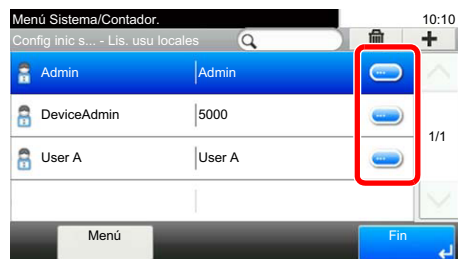 Menú Sistema/Contador.
10:10
Config inic s... - Lis. usu locales
Admin Admin
DeviceAdmin 5000
1/1
User A User A
Menú
Fin